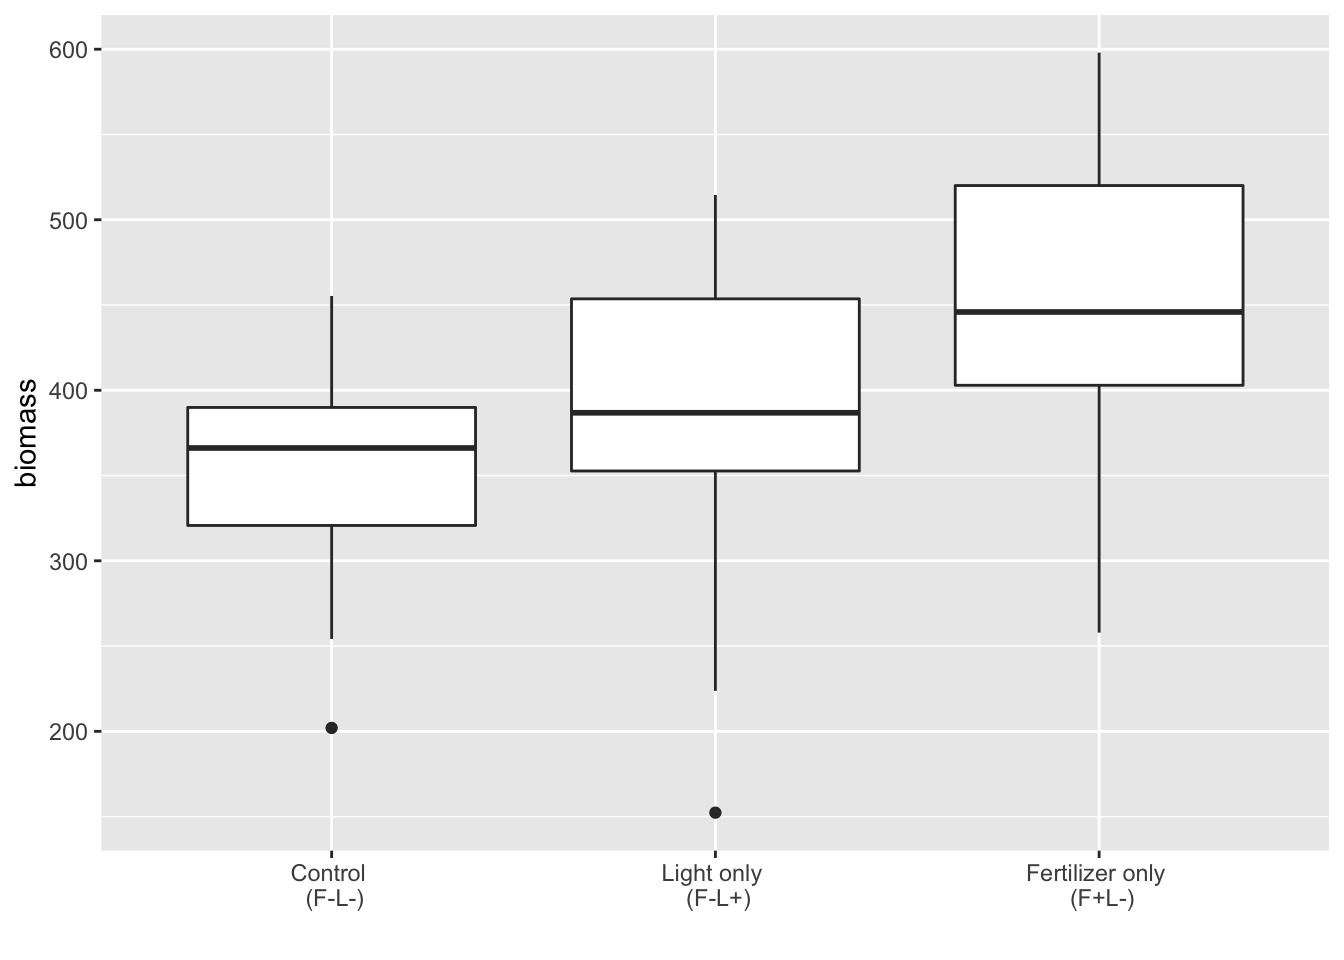 600
500
400
300
200
biomass
Control
(F-L-)
Light only
(F-L+)
Fertilizer only
(F+L-)